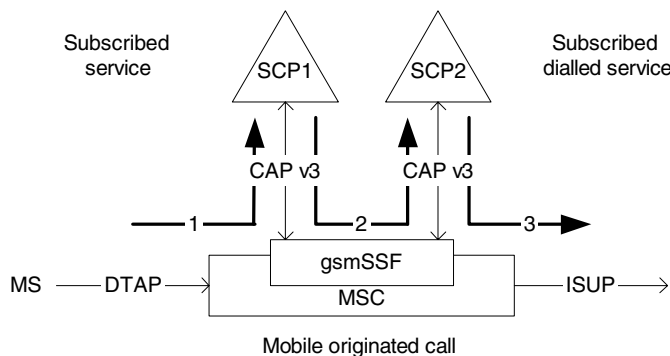 Subscribed
service
SCP1
SCP2
Subscribed
dialled service
CAP v3
CAP v3
1
2
3
MS
DTAP
gsmSSF
MSC
ISUP
Mobile originated call